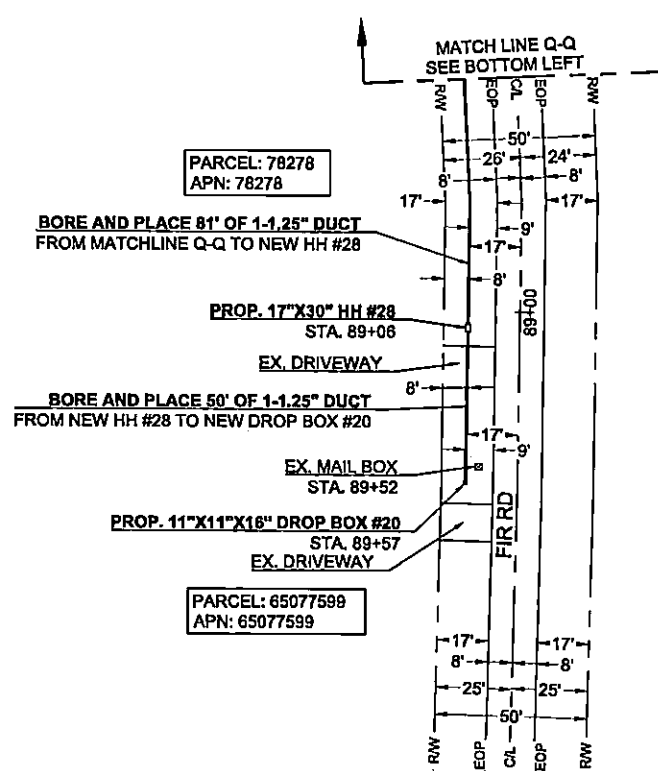 MATCH LINE Q-Q
SEE BOTTOM LEFT
R/W
EOP
C/L
EOP
R/W
50'
26'
24'
8'
8'
17'
17'
PARCEL: 78278
APN: 78278
9'
17'
BORE AND PLACE 81' OF 1-1.25" DUCT
FROM MATCHLINE Q-Q TO NEW HH #28
8'
PROP. 17"X30" HH #28
STA. 89+06
89+00
EX. DRIVEWAY
8'
BORE AND PLACE 50' OF 1-1.25" DUCT
FROM NEW HH #28 TO NEW DROP BOX #20
17'
9'
EX. MAIL BOX
STA. 89+52
PROP. 11"X11"X16" DROP BOX #20
STA. 89+57
EX. DRIVEWAY
FIR RD
PARCEL: 65077599
APN: 65077599
17'
17'
8'
8'
25'
25'
50'
R/W
EOP
C/L
EOP
R/W